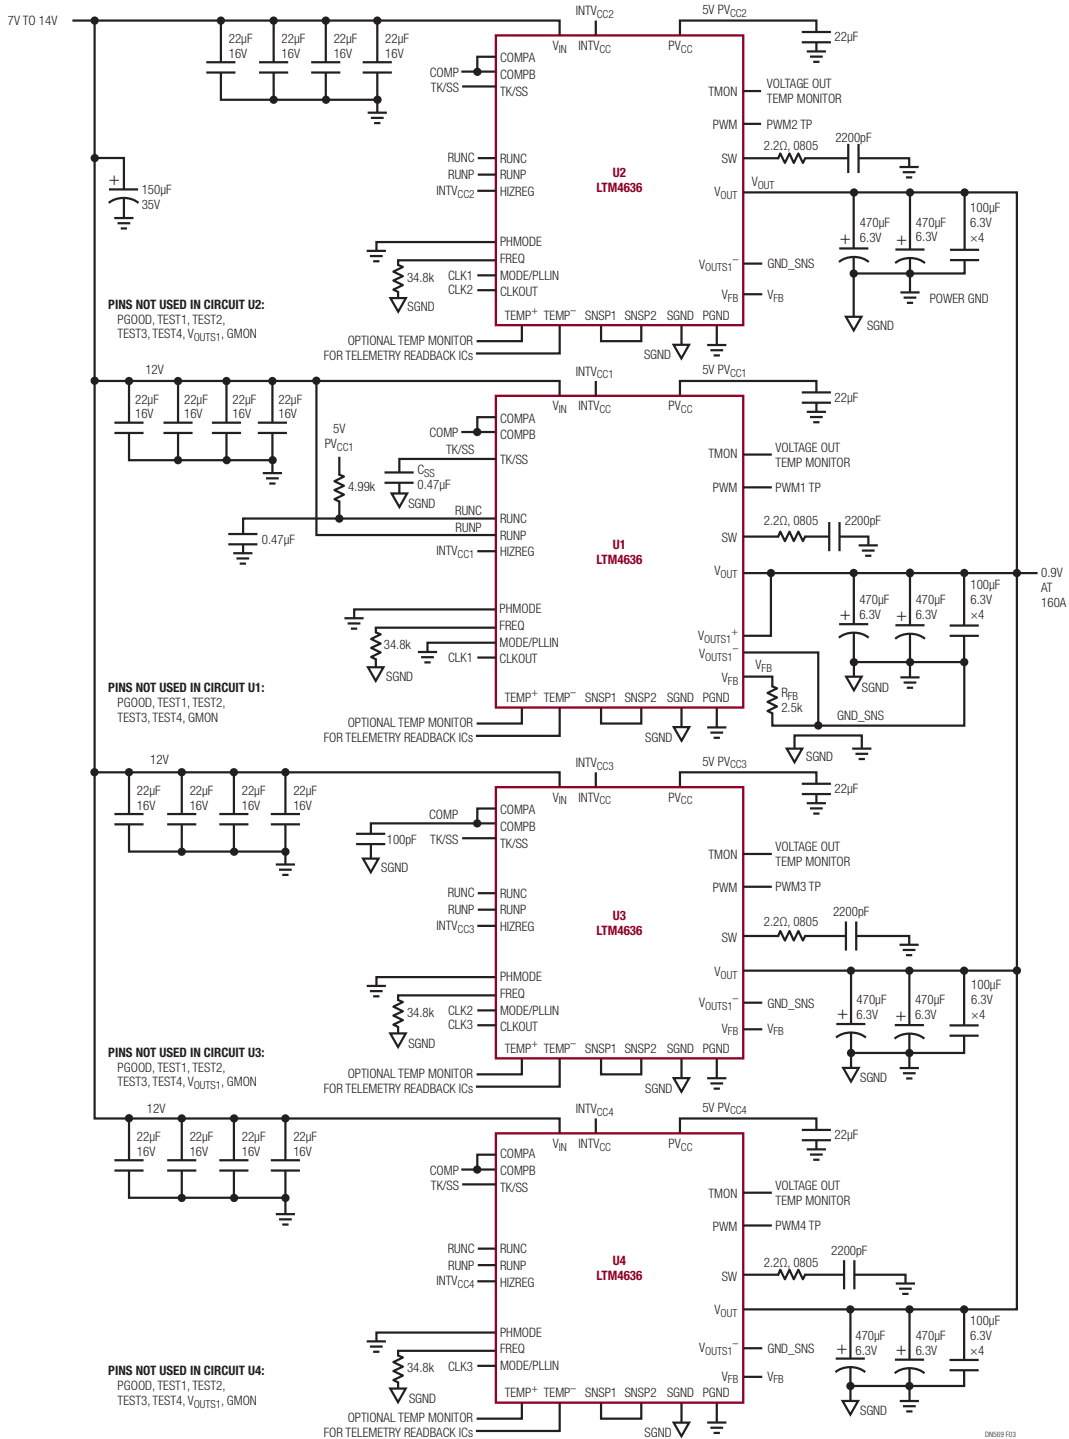 7V TO 14V
22µF
16V
22µF
16V
22µF
16V
22µF
16V
INTVCC2
5V PVCC2
22µF
VIN
INTVCC
PVCC
COMP
COMPA
COMPB
TK/SS
TK/SS
TMON
VOLTAGE OUT
TEMP MONITOR
PWM
PWM2 TP
2.2Ω, 0805
2200pF
RUNC
RUNC
RUNP
RUNP
INTVCC2
HIZREG
U2
LTM4636
SW
VOUT
VOUT
150µF
35V
+
470µF
6.3V
+
470µF
6.3V
+
100µF
6.3V
×4
PHMODE
FREQ
34.8k
SGND
CLK1
MODE/PLLIN
CLK2
CLKOUT
VOUTS1–
GND_SNS
VFB
VFB
POWER GND
SGND
PINS NOT USED IN CIRCUIT U2:
PGOOD, TEST1, TEST2,
TEST3, TEST4, VOUTS1, GMON
TEMP+
TEMP–
SNSP1
SNSP2
SGND
PGND
OPTIONAL TEMP MONITOR
FOR TELEMETRY READBACK ICs
SGND
12V
22µF
16V
22µF
16V
22µF
16V
22µF
16V
INTVCC1
5V PVCC1
22µF
VIN
INTVCC
PVCC
5V
PVCC1
4.99k
COMP
COMPA
COMPB
TK/SS
TK/SS
CSS
0.47µF
SGND
TMON
VOLTAGE OUT
TEMP MONITOR
PWM
PWM1 TP
0.47µF
RUNC
RUNC
RUNP
RUNP
INTVCC1
HIZREG
U1
LTM4636
2.2Ω, 0805
2200pF
SW
VOUT
0.9V
AT
160A
+
470µF
6.3V
+
470µF
6.3V
100µF
6.3V
×4
PHMODE
FREQ
34.8k
SGND
MODE/PLLIN
CLK1
CLKOUT
VOUTS1+
VOUTS1–
VFB
VFB
RFB
2.5k
GND_SNS
SGND
SGND
PINS NOT USED IN CIRCUIT U1:
PGOOD, TEST1, TEST2,
TEST3, TEST4, GMON
TEMP+
TEMP–
SNSP1
SNSP2
SGND
PGND
OPTIONAL TEMP MONITOR
FOR TELEMETRY READBACK ICs
SGND
12V
22µF
16V
22µF
16V
22µF
16V
22µF
16V
INTVCC3
5V PVCC3
22µF
VIN
INTVCC
PVCC
COMP
COMPA
COMPB
100pF
SGND
TK/SS
TK/SS
TMON
VOLTAGE OUT
TEMP MONITOR
PWM
PWM3 TP
RUNC
RUNC
RUNP
RUNP
INTVCC3
HIZREG
U3
LTM4636
2.2Ω, 0805
2200pF
SW
VOUT
+
470µF
6.3V
+
470µF
6.3V
100µF
6.3V
×4
PHMODE
FREQ
34.8k
SGND
CLK2
MODE/PLLIN
CLK3
CLKOUT
VOUTS1–
GND_SNS
VFB
VFB
SGND
PINS NOT USED IN CIRCUIT U3:
PGOOD, TEST1, TEST2,
TEST3, TEST4, VOUTS1, GMON
TEMP+
TEMP–
SNSP1
SNSP2
SGND
PGND
OPTIONAL TEMP MONITOR
FOR TELEMETRY READBACK ICs
SGND
12V
22µF
16V
22µF
16V
22µF
16V
22µF
16V
INTVCC4
5V PVCC4
22µF
VIN
INTVCC
PVCC
COMP
COMPA
COMPB
TK/SS
TK/SS
TMON
VOLTAGE OUT
TEMP MONITOR
PWM
PWM4 TP
RUNC
RUNC
RUNP
RUNP
INTVCC4
HIZREG
U4
LTM4636
2.2Ω, 0805
2200pF
SW
VOUT
+
470µF
6.3V
+
470µF
6.3V
100µF
6.3V
×4
PHMODE
FREQ
34.8k
SGND
CLK3
MODE/PLLIN
VOUTS1–
GND_SNS
VFB
VFB
SGND
PINS NOT USED IN CIRCUIT U4:
PGOOD, TEST1, TEST2,
TEST3, TEST4, VOUTS1, GMON
TEMP+
TEMP–
SNSP1
SNSP2
SGND
PGND
OPTIONAL TEMP MONITOR
FOR TELEMETRY READBACK ICs
SGND
DN569 F03